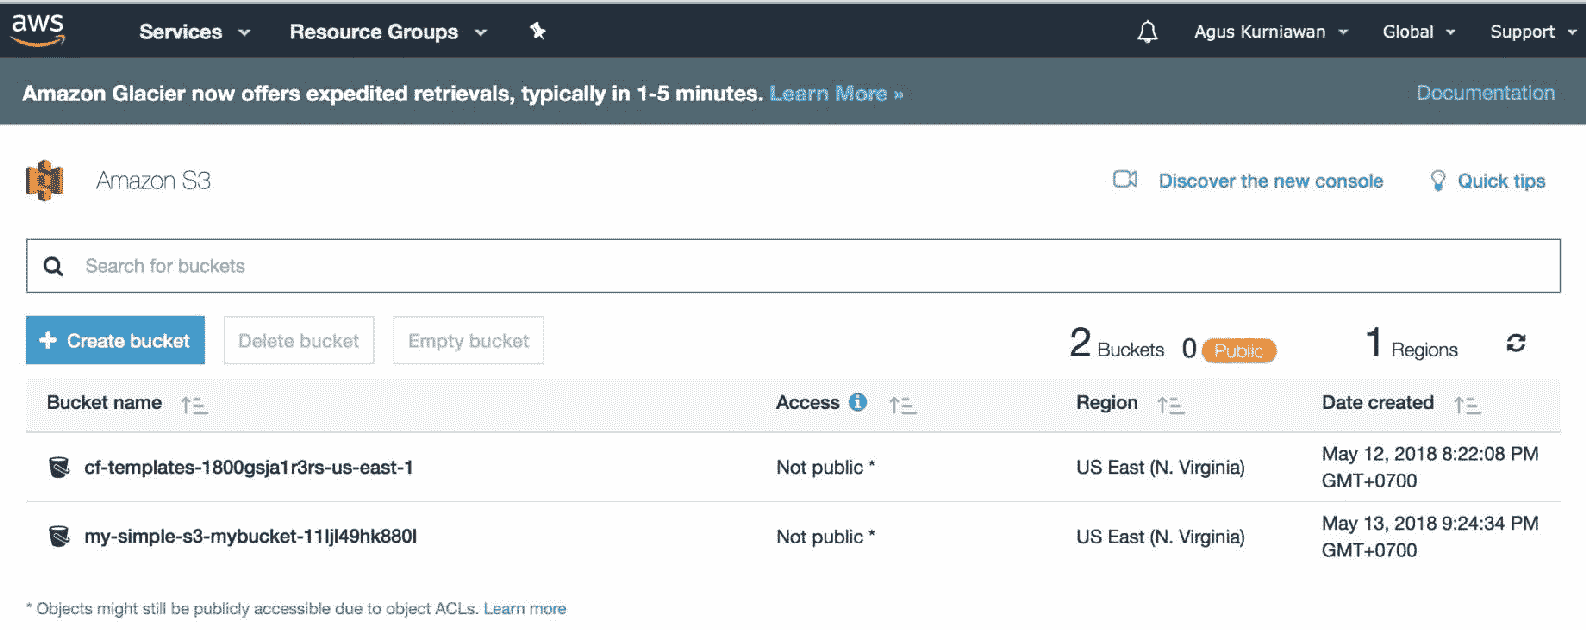 aws Services Resource Groups Agus Kurniawan Global Support
Amazon Glacier now offers expedited retrievals, typically in 1-5 minutes. Learn More » Documentation
Amazon S3 Discover the new console Quick tips
Search for buckets
+ Create bucket Delete bucket Empty bucket 2 Buckets 0 Public 1 Regions
Bucket name Access Region Date created
cf-templates-1800gsja1r3rs-us-east-1 Not public * US East (N. Virginia) May 12, 2018 8:22:08 PM
GMT+0700
my-simple-s3-mybucket-11ljl49hk880l Not public * US East (N. Virginia) May 13, 2018 9:24:34 PM
GMT+0700
* Objects might still be publicly accessible due to object ACLs. Learn more